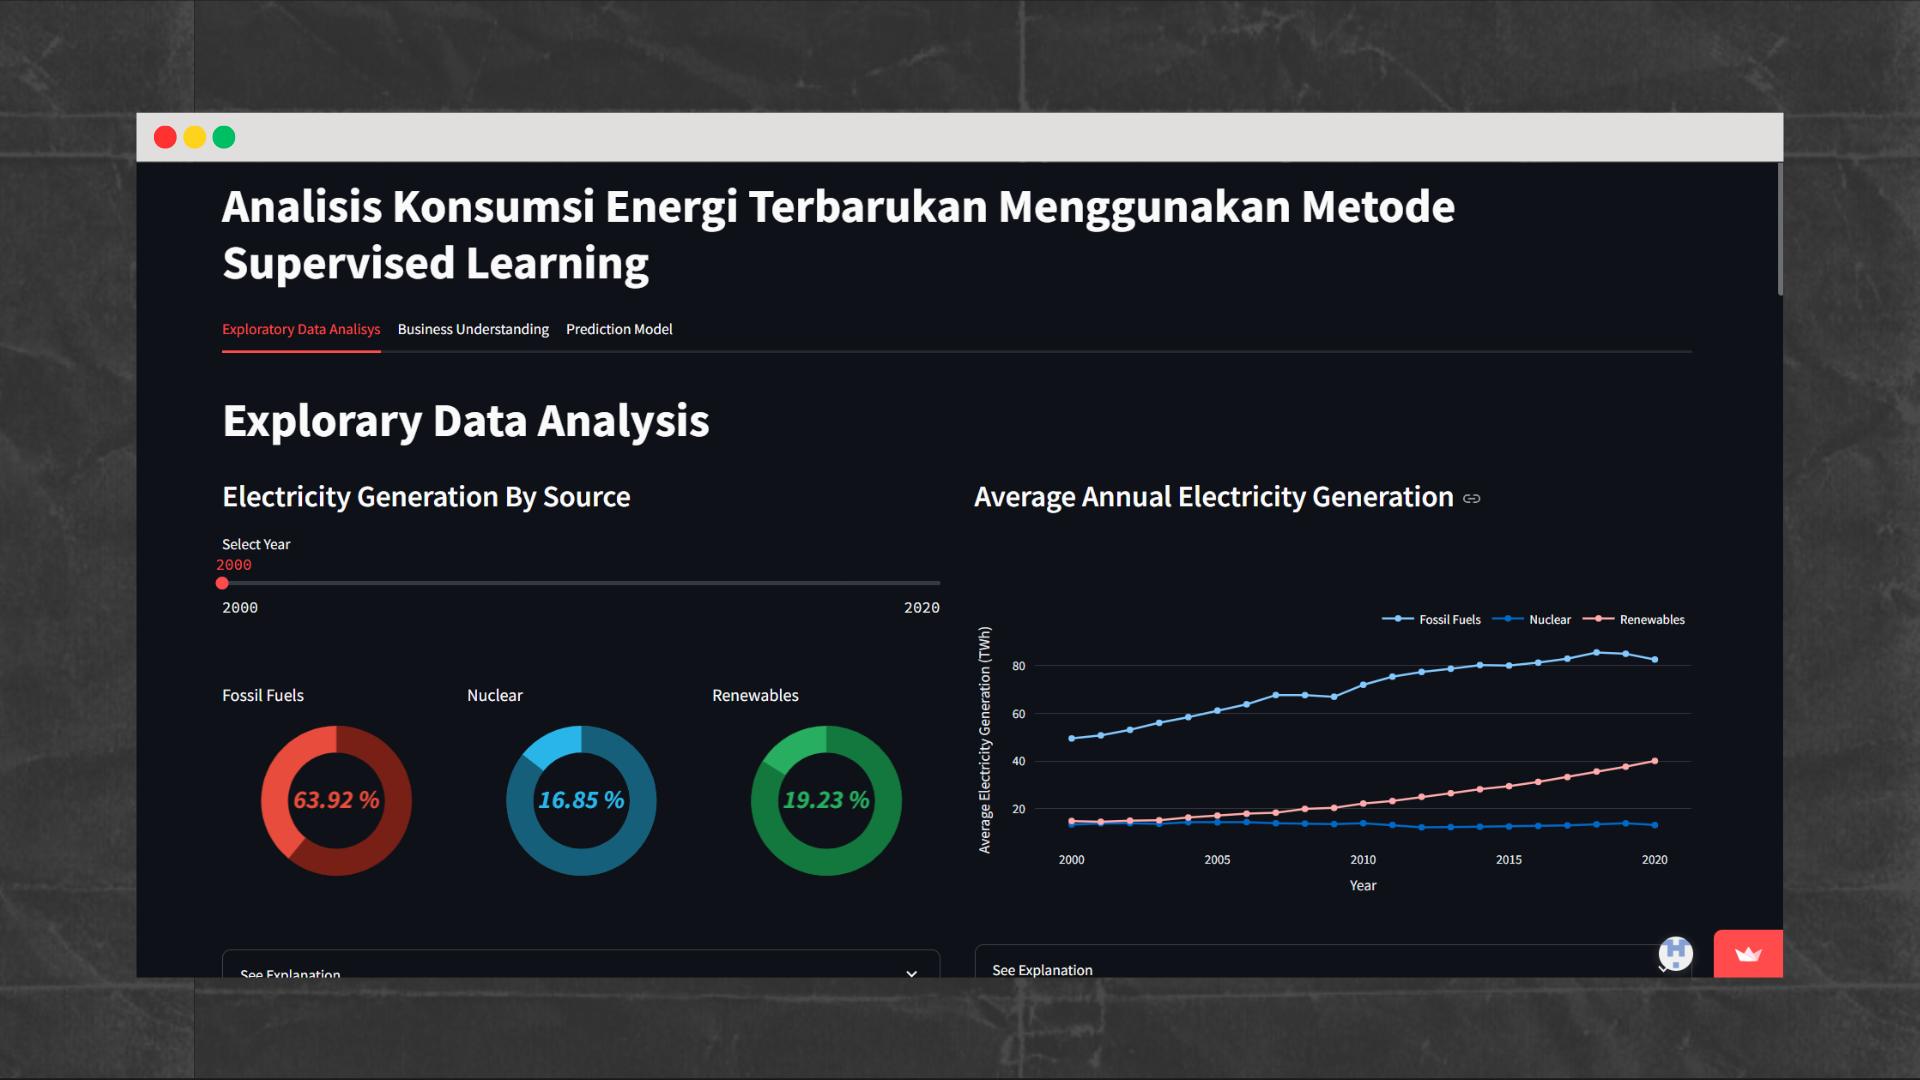 Analisis Konsumsi Energi Terbarukan Menggunakan Metode
Supervised Learning
Exploratory Data Analisys
Business Understanding
Prediction Model
Explorary Data Analysis
Electricity Generation By Source
Select Year
2000
2000
2020
Fossil Fuels
Nuclear
Renewables
63.92 %
16.85 %
19.23 %
See Explanation
Average Annual Electricity Generation
Fossil Fuels
Nuclear
Renewables
Average Electricity Generation (TWh)
80
60
40
20
2000
2005
2010
2015
2020
Year
See Explanation